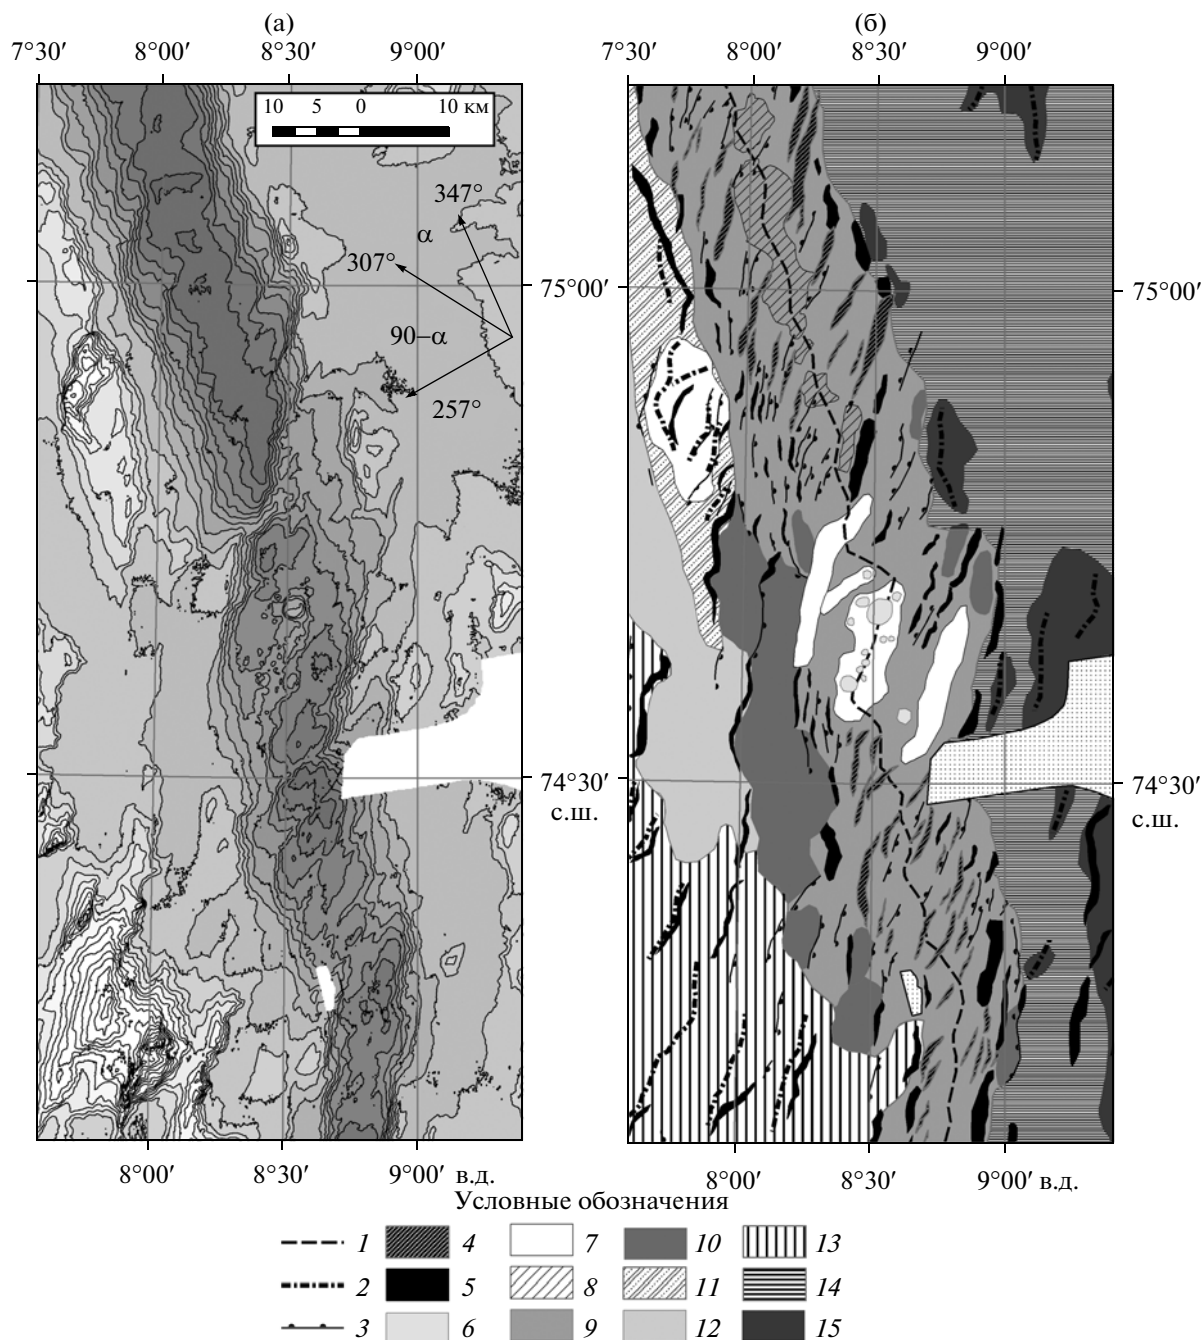 (а) (б)
7°30′ 8°00′ 8°30′ 9°00′ 7°30′ 8°00′ 8°30′ 9°00′
10 5 0 10 км
347°
α
307°
75°00′ 75°00′
90–α
257°
74°30′ 74°30′
с.ш. с.ш.
8°00′ 8°30′ 9°00′ в.д. 8°00′ 8°30′ 9°00′ в.д.
Условные обозначения
1 4 7 10 13
2 5 8 11 14
3 6 9 12 15